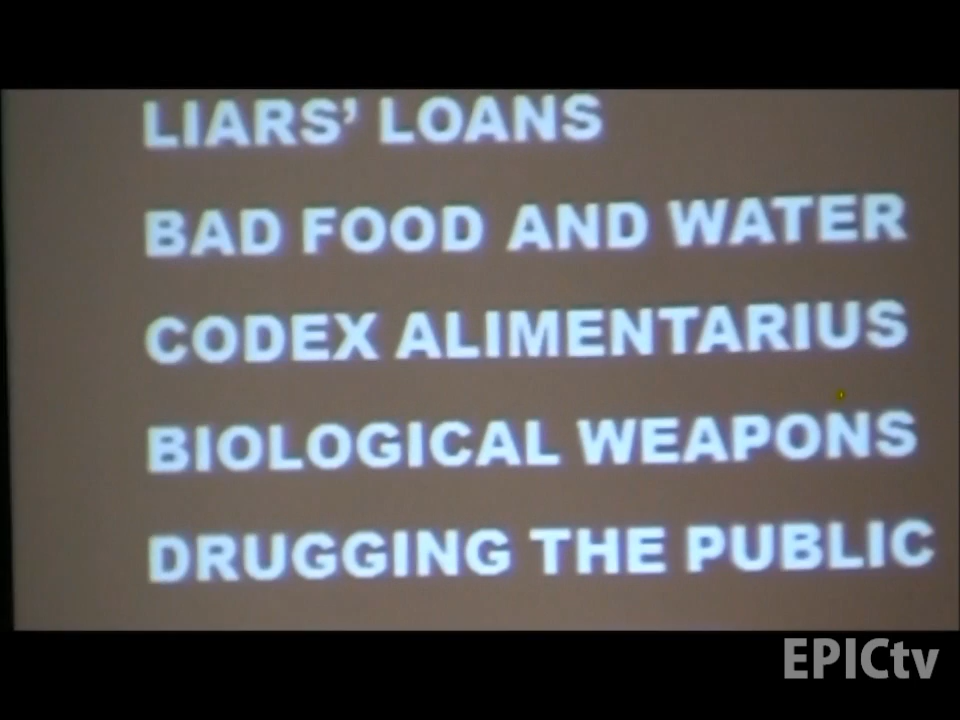 LIARS’ LOANS
BAD FOOD AND WATER
CODEX ALIMENTARIUS
BIOLOGICAL WEAPONS
DRUGGING THE PUBLIC
EPICtv